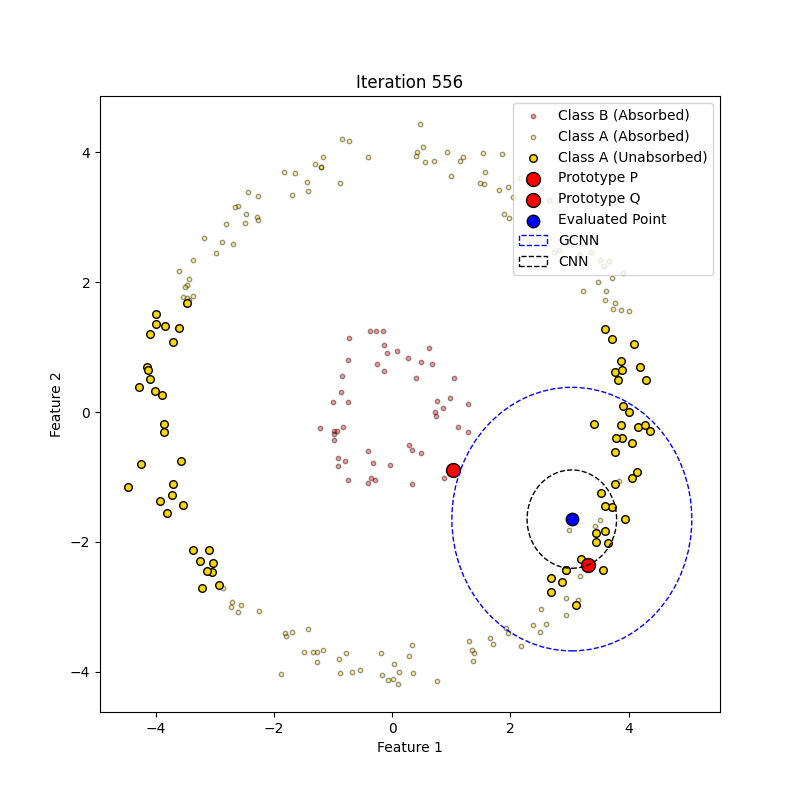 Iteration 556
Class B (Absorbed)
Class A (Absorbed)
Class A (Unabsorbed)
Prototype P
Prototype Q
Evaluated Point
GCNN
CNN
Feature 2
4
2
0
−2
−4
−4
−2
0
2
4
Feature 1